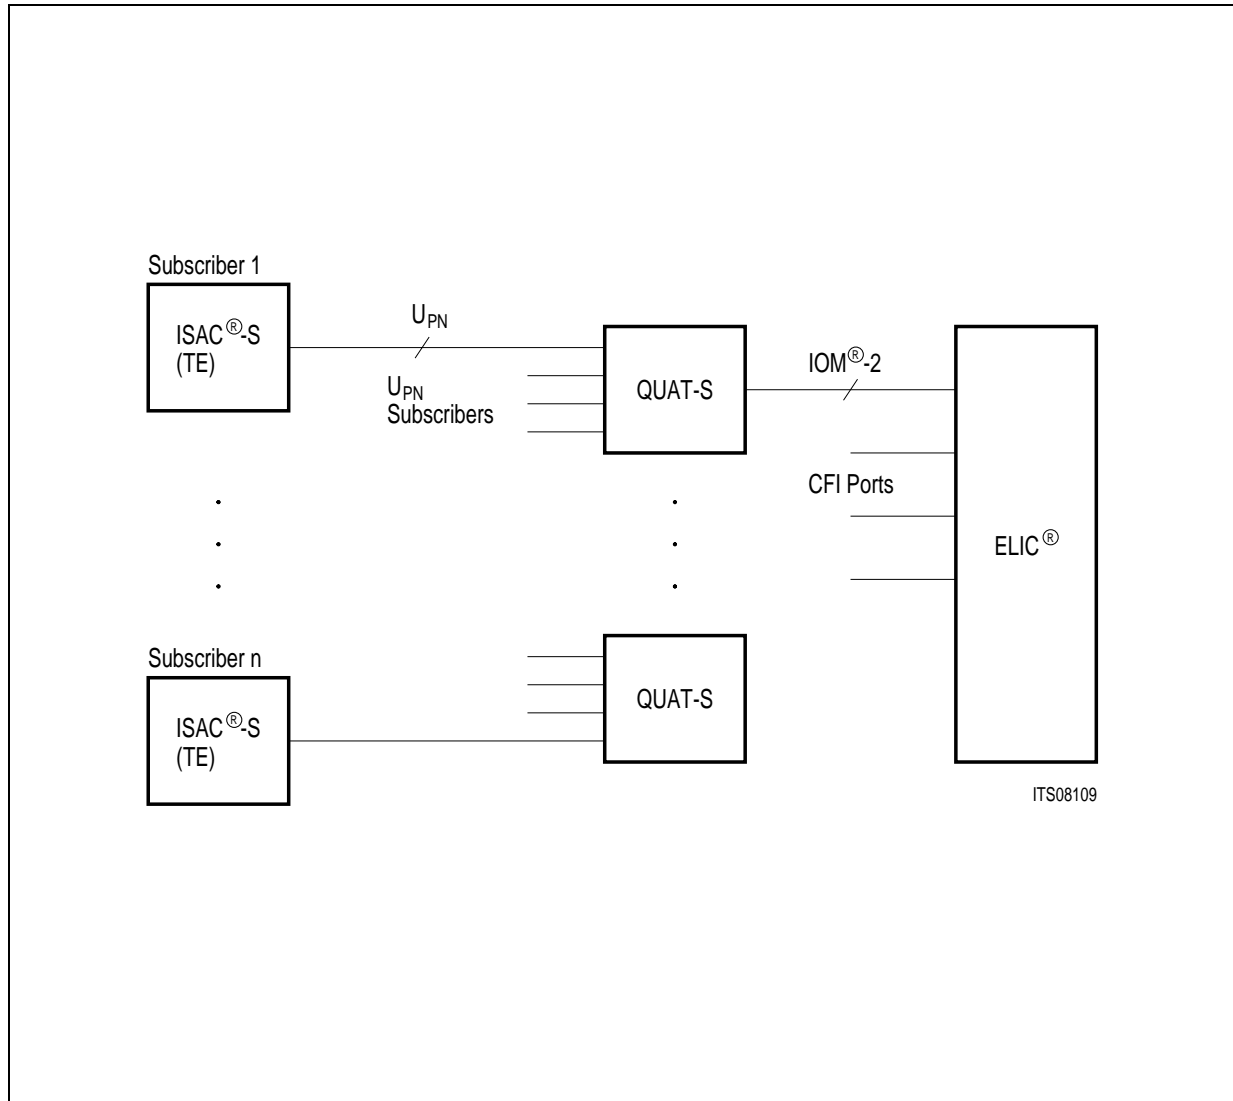 Subscriber 1
ISAC®-S
(TE)
UPN
UPN
Subscribers
QUAT-S
IOM®-2
CFI Ports
ELIC®
Subscriber n
ISAC®-S
(TE)
QUAT-S
ITS08109